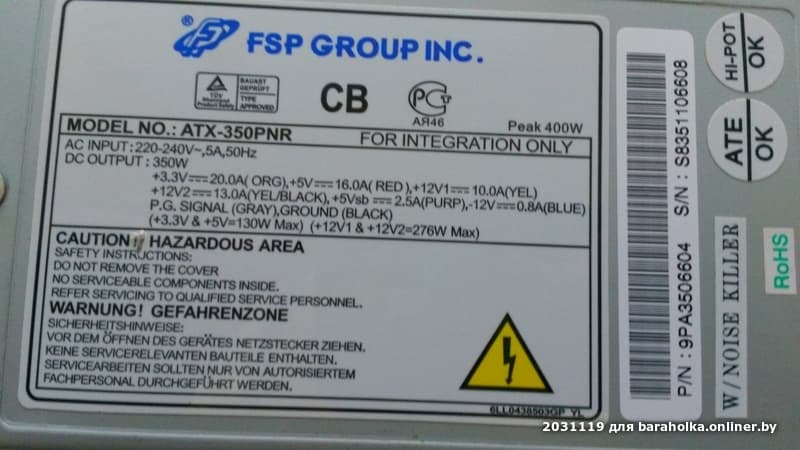 ® FSP GROUP INC.
TÜV
Product Safety
BAUART GEPRÜFT
TYPE APPROVED
CB
РС
АЯ46
Peak 400W
MODEL NO.: ATX-350PNR
FOR INTEGRATION ONLY
AC INPUT: 220-240V~,5A,50Hz
DC OUTPUT: 350W
+3.3V⎓20.0A( ORG),+5V⎓16.0A( RED ),+12V1⎓10.0A(YEL)
+12V2⎓13.0A(YEL/BLACK), +5Vsb⎓2.5A(PURP),-12V⎓0.8A(BLUE)
P.G. SIGNAL (GRAY),GROUND (BLACK)
(+3.3V & +5V=130W Max) (+12V1 & +12V2=276W Max)
CAUTION! HAZARDOUS AREA
SAFETY INSTRUCTIONS:
DO NOT REMOVE THE COVER
NO SERVICEABLE COMPONENTS INSIDE.
REFER SERVICING TO QUALIFIED SERVICE PERSONNEL.
WARNUNG! GEFAHRENZONE
SICHERHEITSHINWEISE:
VOR DEM ÖFFNEN DES GERÄTES NETZSTECKER ZIEHEN.
KEINE SERVICERELEVANTEN BAUTEILE ENTHALTEN.
SERVICEARBEITEN SOLLTEN NUR VON AUTORISIERTEM
FACHPERSONAL DURCHGEFÜHRT WERDEN.
6LL0438503GP YL
P/N : 9PA3506604 S/N : S8351106608
HI-POT
OK
ATE
OK
W/NOISE KILLER
RoHS
2031119 для baraholka.onliner.by